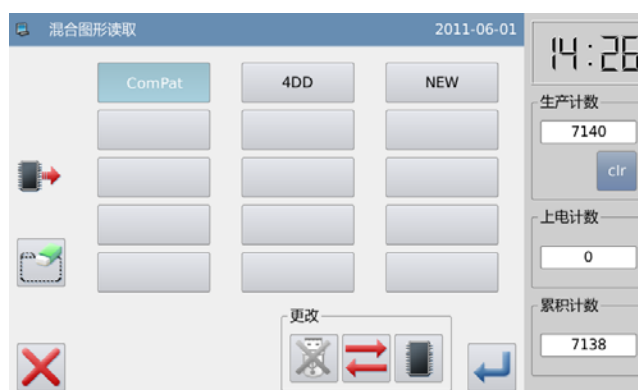 混合图形读取 2011-06-01
14:26
ComPat 4DD NEW
生产计数
7140
clr
上电计数
0
累积计数
7138
更改